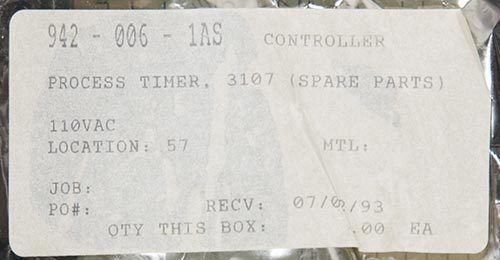 942 - 006 - 1AS CONTROLLER
PROCESS TIMER, 3107 (SPARE PARTS)
110VAC
LOCATION: 57 MTL:
JOB:
PO#: RECV: /93
QTY THIS BOX: .00 EA